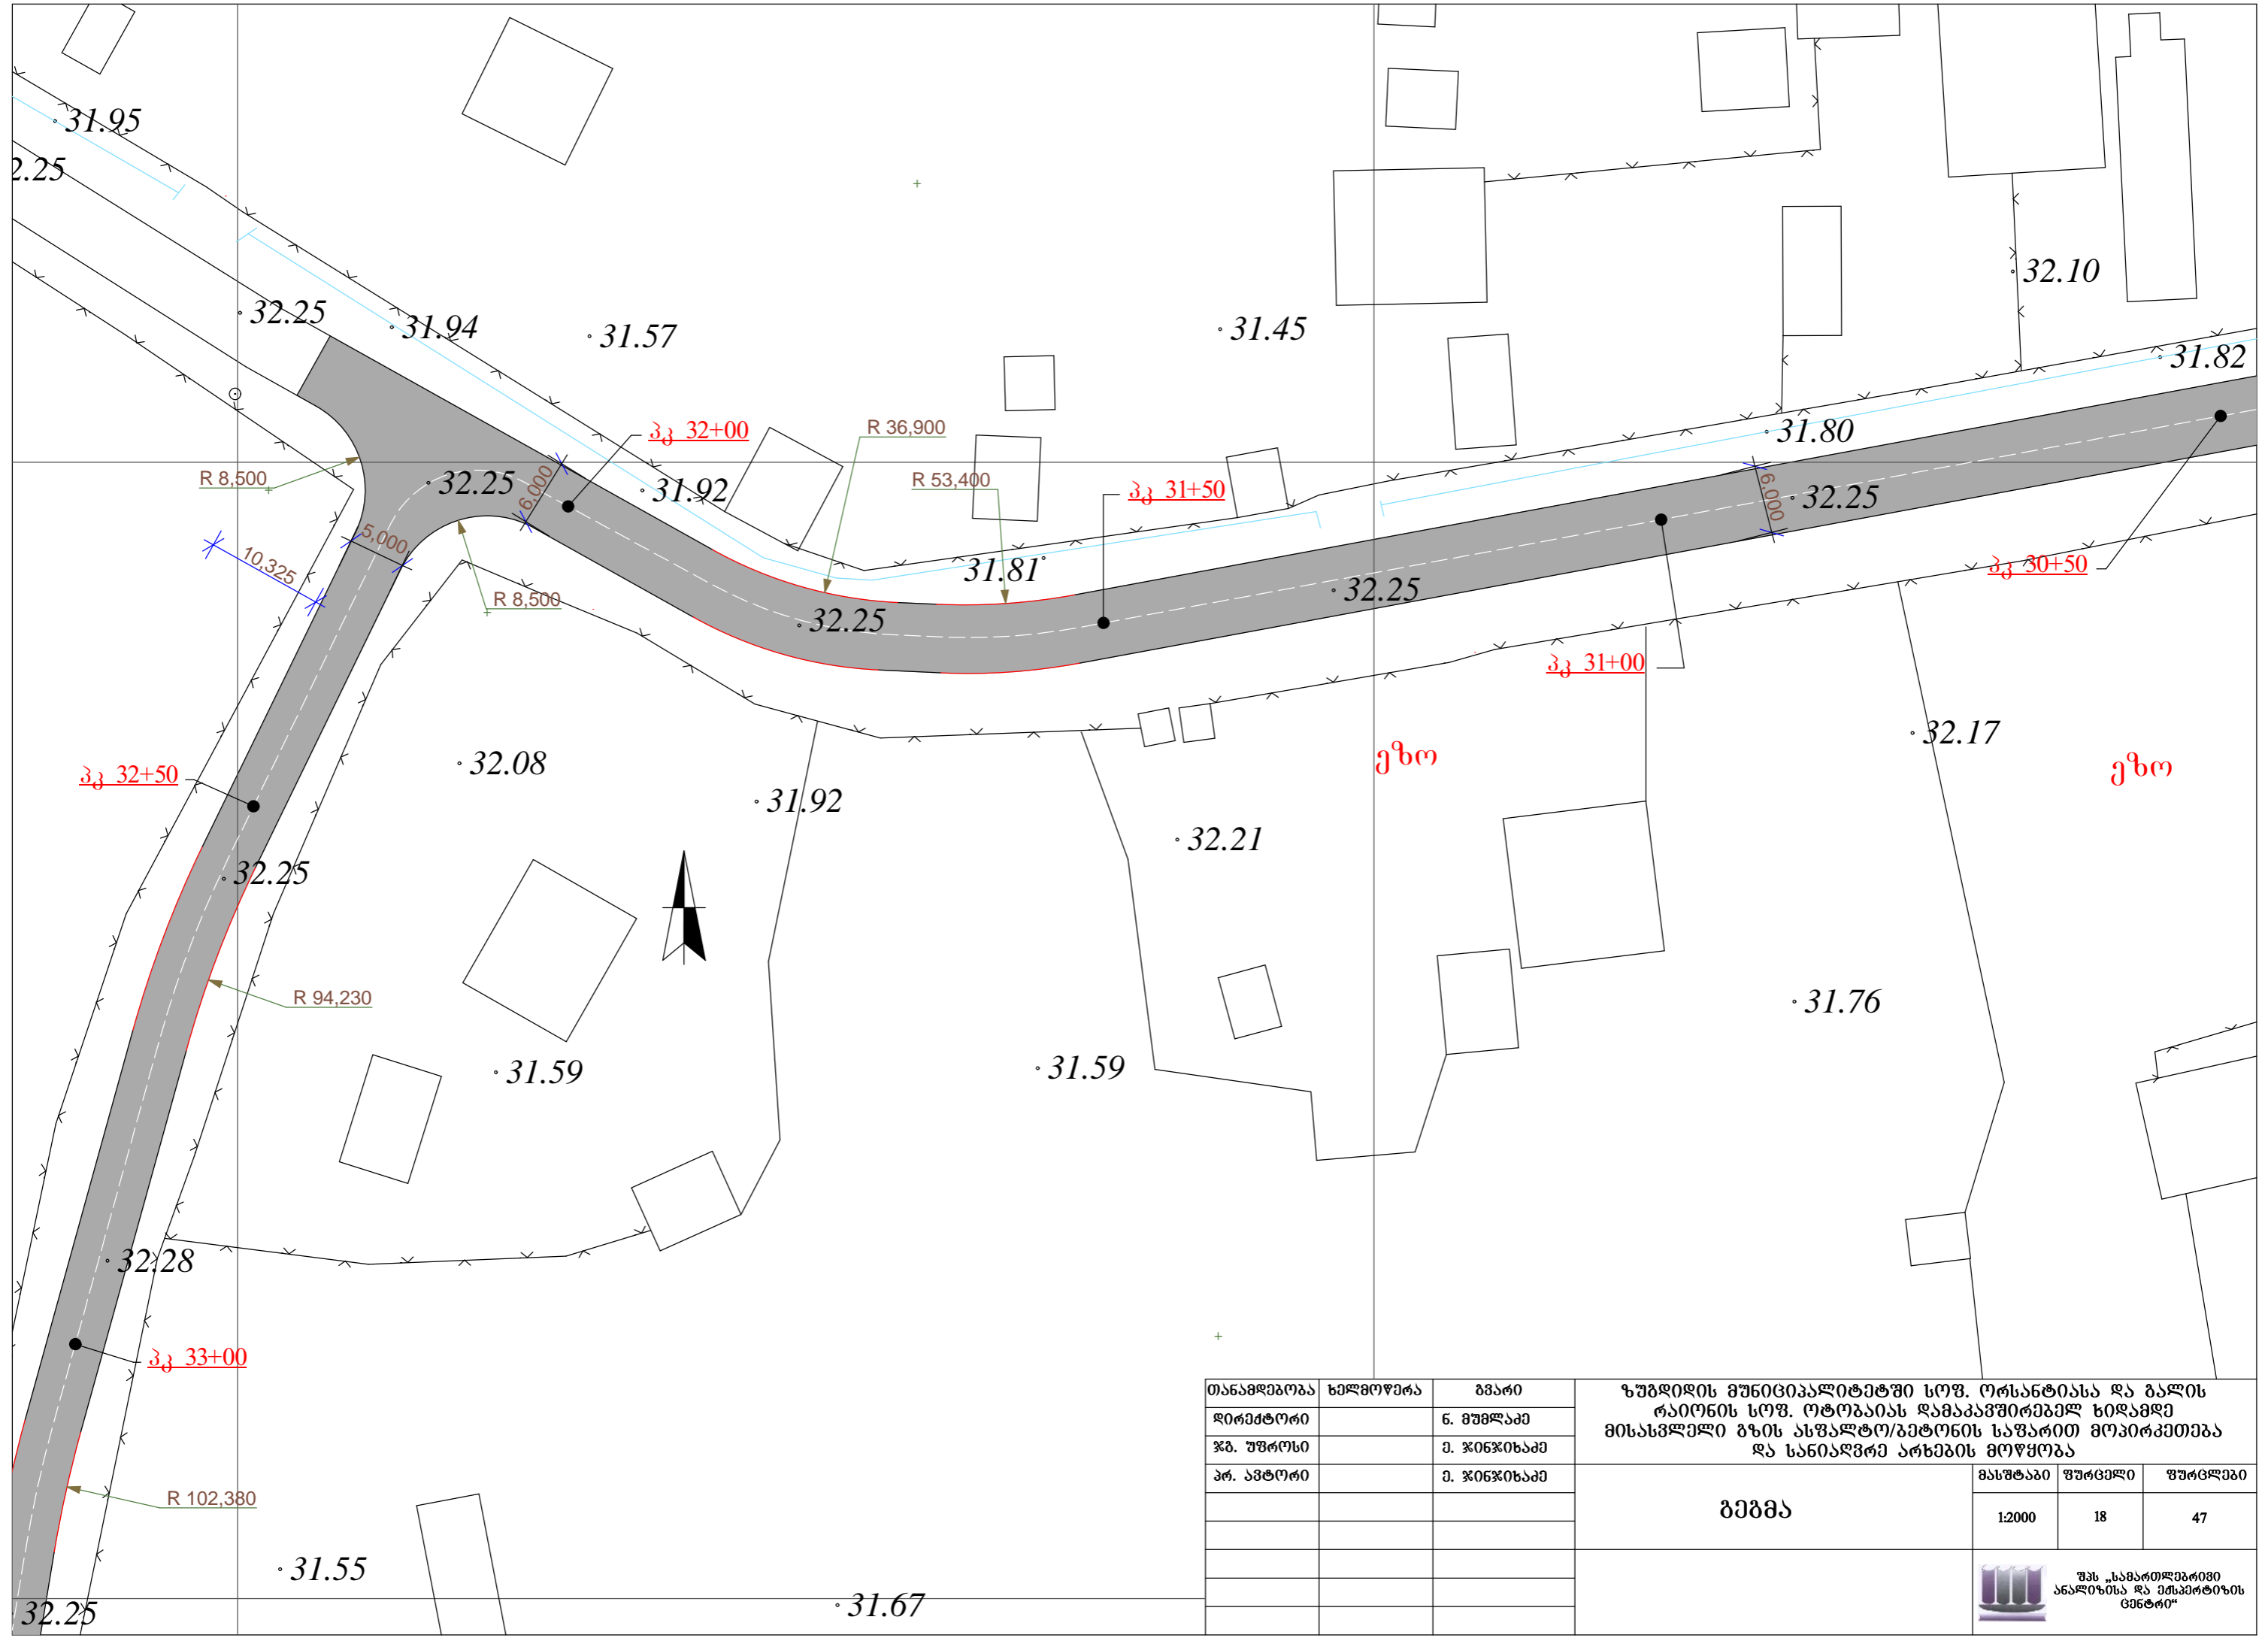 31.95
2.25
32.25
31.94
31.57
31.45
32.10
31.82
პკ 32+00
R 36,900
31.80
R 8,500
32.25
6,000
31.92
R 53,400
პკ 31+50
32.25
6,000
5,000
10,325
R 8,500
31.81
32.25
32.25
პკ 30+50
პკ 31+00
32.08
31.92
პკ 32+50
ეზო
32.17
ეზო
32.21
32.25
R 94,230
31.59
31.59
31.76
32.28
პკ 33+00
R 102,380
31.55
31.67
32.25
თანამდებობა ხელმოწერა გვარი
დირექტორი ნ. მუმლაძე
ჯგ. უფროსი ე. ჯინჯიხაძე
პრ. ავტორი ე. ჯინჯიხაძე
ზუგდიდის მუნიციპალიტეტში სოფ. ორსანტიასა და გალის
რაიონის სოფ. ოტობაიას დამაკავშირებელ ხიდამდე
მისასვლელი გზის ასფალტო/ბეტონის საფარით მოპირკეთება
და სანიაღვრე არხების მოწყობა
გეგმა
მასშტაბი ფურცელი ფურცლები
1:2000 18 47
შპს „სამართლებრივი
ანალიზისა და ექსპერტიზის
ცენტრი“